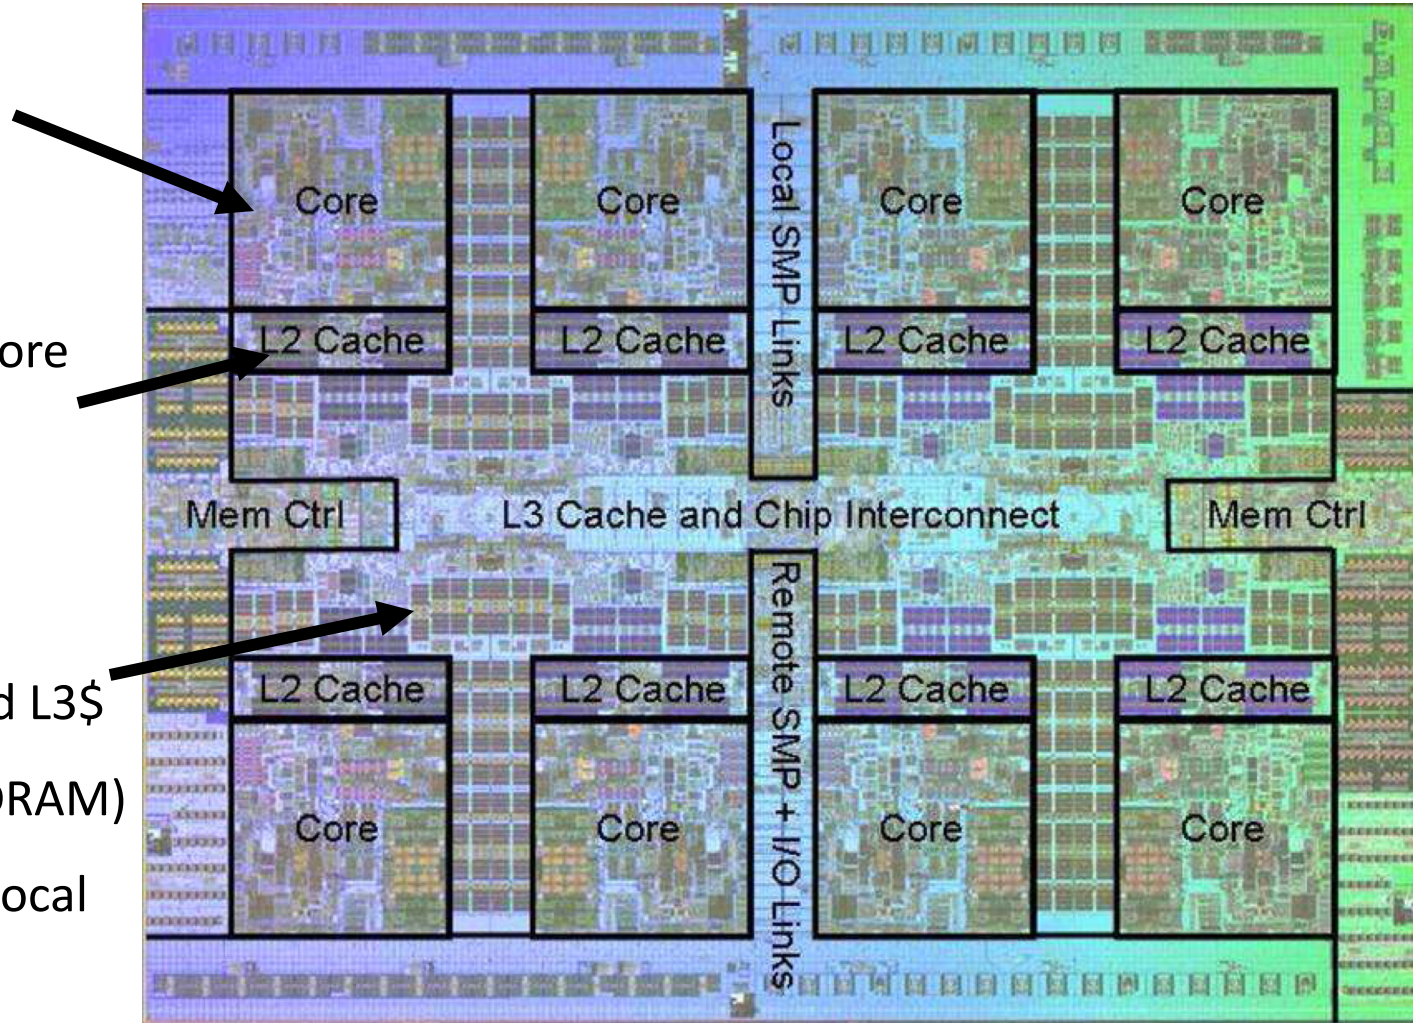 Core Core Core Core
Local SMP Links
L2 Cache L2 Cache L2 Cache L2 Cache
ore
Mem Ctrl L3 Cache and Chip Interconnect Mem Ctrl
Remote SMP + I/O Links
L2 Cache L2 Cache L2 Cache L2 Cache
d L3$
DRAM)
Core Core Core Core
ocal